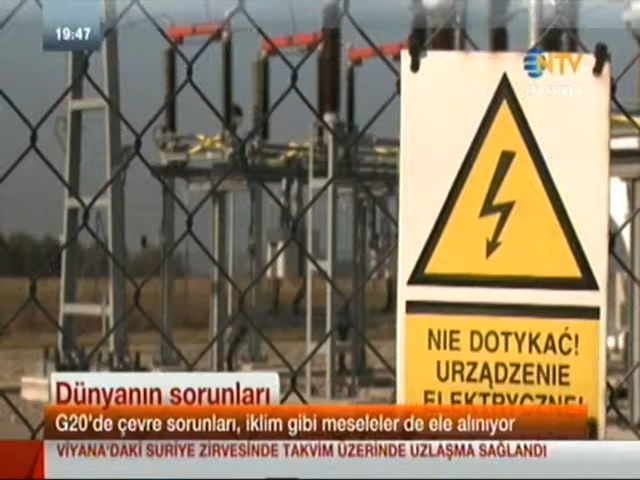 19:47
NTV
NIE DOTYKAĆ!
URZĄDZENIE
ELEKTRYCZNE!
Dünyanın sorunları
G20'de çevre sorunları, iklim gibi meseleler de ele alınıyor
VİYANA'DAKİ SURİYE ZİRVESİNDE TAKVİM ÜZERİNDE UZLAŞMA SAĞLANDI